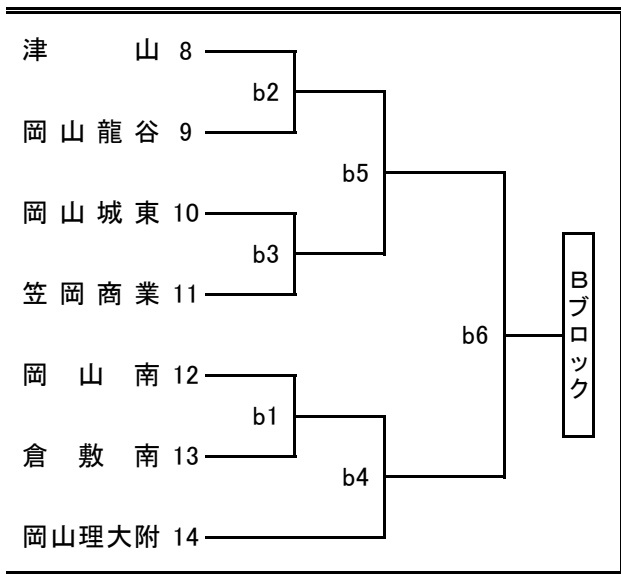 津山 8
b2
岡山龍谷 9
b5
岡山城東 10
b3
笠岡商業 11
b6
Bブロック
岡山南 12
b1
倉敷南 13
b4
岡山理大附 14